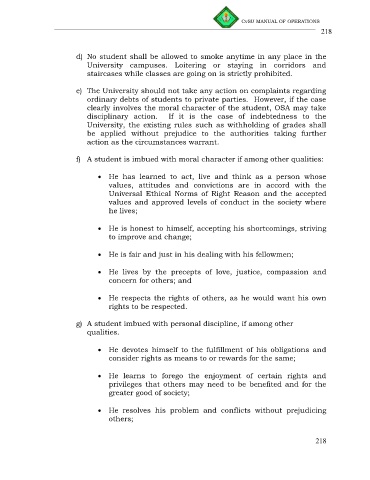 CvSU MANUAL OF OPERATIONS
218
d) No student shall be allowed to smoke anytime in any place in the
University campuses. Loitering or staying in corridors and
staircases while classes are going on is strictly prohibited.
e) The University should not take any action on complaints regarding
ordinary debts of students to private parties. However, if the case
clearly involves the moral character of the student, OSA may take
disciplinary action. If it is the case of indebtedness to the
University, the existing rules such as withholding of grades shall
be applied without prejudice to the authorities taking further
action as the circumstances warrant.
f) A student is imbued with moral character if among other qualities:
• He has learned to act, live and think as a person whose
values, attitudes and convictions are in accord with the
Universal Ethical Norms of Right Reason and the accepted
values and approved levels of conduct in the society where
he lives;
• He is honest to himself, accepting his shortcomings, striving
to improve and change;
• He is fair and just in his dealing with his fellowmen;
• He lives by the precepts of love, justice, compassion and
concern for others; and
• He respects the rights of others, as he would want his own
rights to be respected.
g) A student imbued with personal discipline, if among other
qualities.
• He devotes himself to the fulfillment of his obligations and
consider rights as means to or rewards for the same;
• He learns to forego the enjoyment of certain rights and
privileges that others may need to be benefited and for the
greater good of society;
• He resolves his problem and conflicts without prejudicing
others;
218